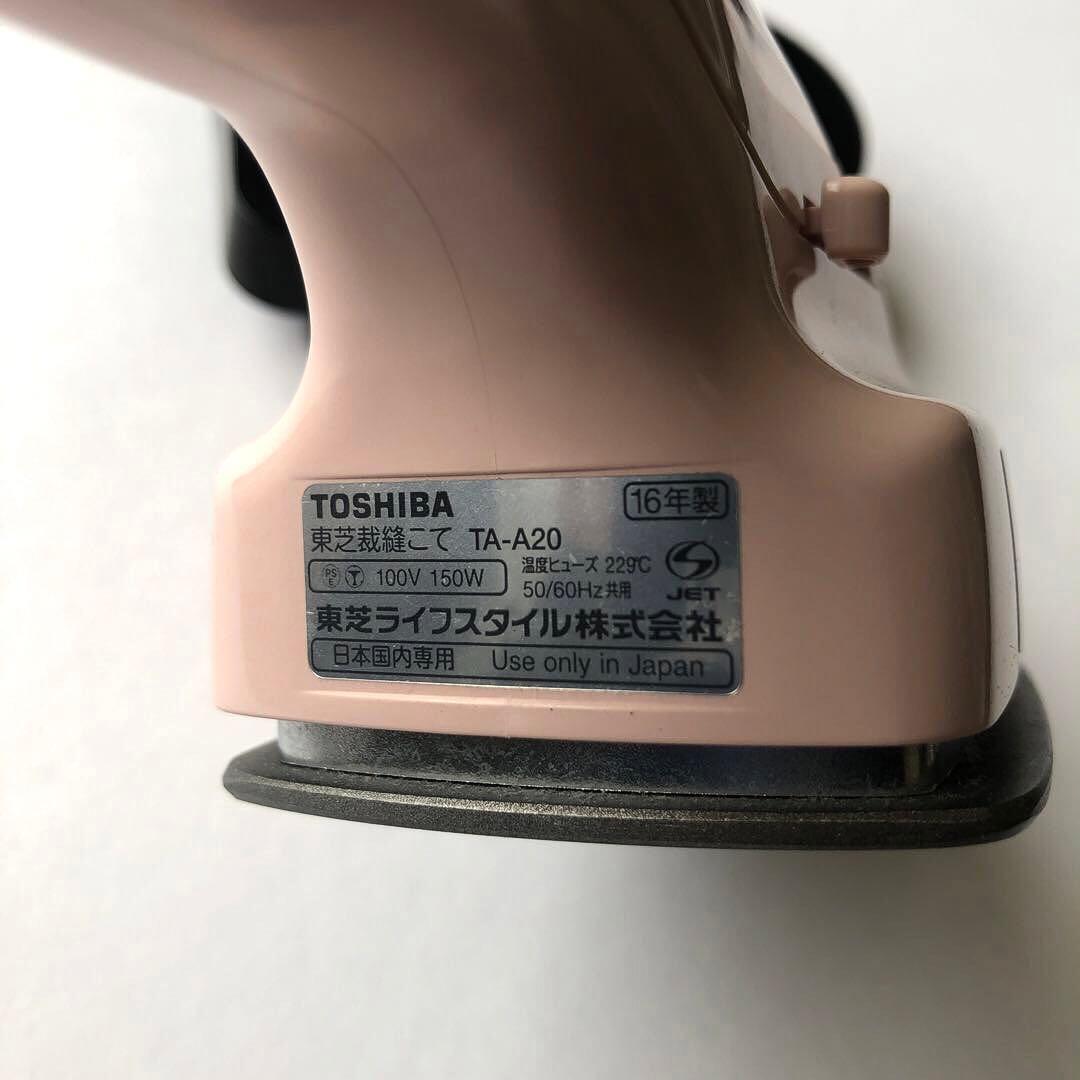 TOSHIBA 16年製
東芝裁縫こて TA-A20
温度ヒューズ 229℃
PS E T 100V 150W 50/60Hz共用 JET
東芝ライフスタイル株式会社
日本国内専用 Use only in Japan